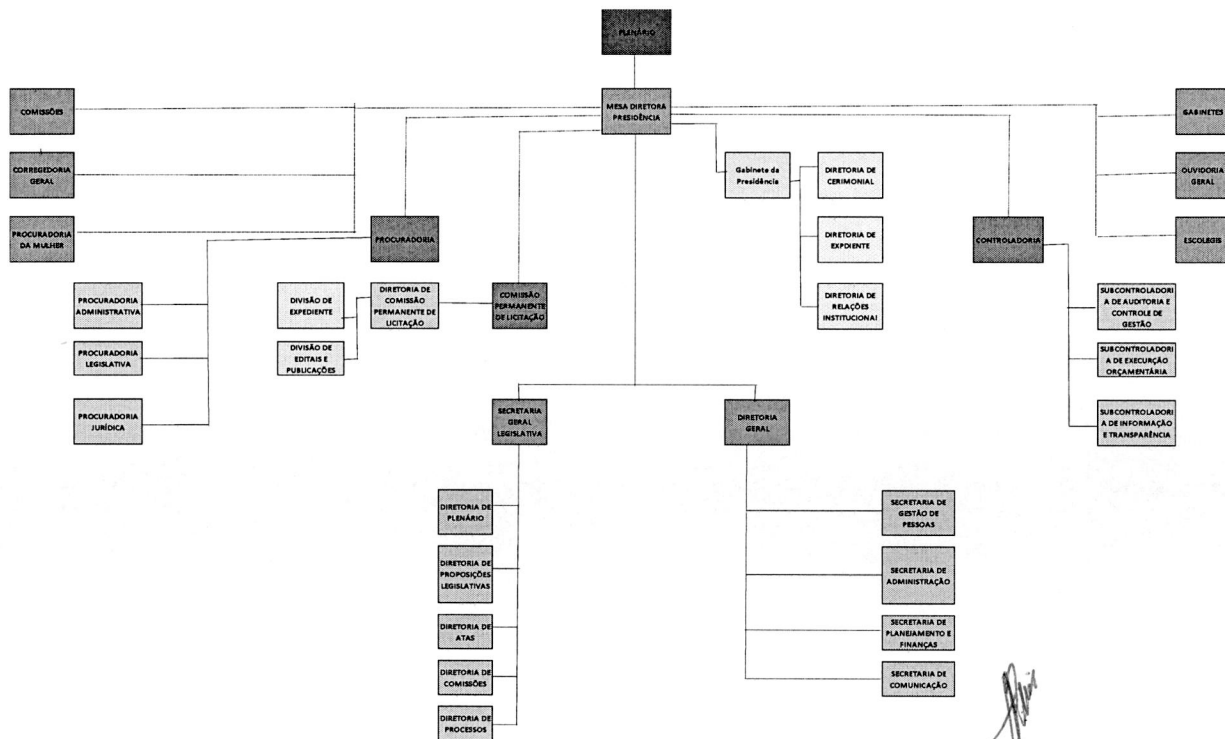 PLENÁRIO
COMISSÕES
MESA DIRETORA
PRESIDÊNCIA
GABINETES
CORREGEDORIA
GERAL
Gabinete da
Presidência
DIRETORIA DE
CERIMONIAL
OUVIDORIA
GERAL
PROCURADORIA
DA MULHER
PROCURADORIA
DIRETORIA DE
EXPDIENTE
CONTROLADORIA
ESCOLEGIS
PROCURADORIA
ADMINISTRATIVA
DIVISÃO DE
EXPEDIENTE
DIRETORIA DE
COMISSÃO
PERMANENTE
DE LICITAÇÃO
COMISSÃO
PERMANENTE
DE LICITAÇÃO
DIRETORIA DE
RELAÇÕES
INSTITUCIONAL
SUBCONTROLADORI
A DE AUDITORIA E
CONTROLE DE
GESTÃO
PROCURADORIA
LEGISLATIVA
DIVISÃO DE
EDITAIS E
PUBLICAÇÕES
SUBCONTROLADORI
A DE EXECURÇÃO
ORÇAMENTÁRIA
PROCURADORIA
JURÍDICA
SECRETARIA
GERAL
LEGISLATIVA
DIRETORIA
GERAL
SUBCONTROLADORI
A DE INFORMAÇÃO
E TRANSPARÊNCIA
DIRETORIA DE
PLENÁRIO
SECRETARIA DE
GESTÃO DE
PESSOAS
DIRETORIA DE
PROPOSIÇÕES
LEGISLATIVAS
SECRETARIA DE
ADMINISTRAÇÃO
DIRETORIA DE
ATAS
SECRETARIA DE
PLANEJAMENTO E
FINANÇAS
DIRETORIA DE
COMISSÕES
SECRETARIA DE
COMUNICAÇÃO
DIRETORIA DE
PROCESSOS